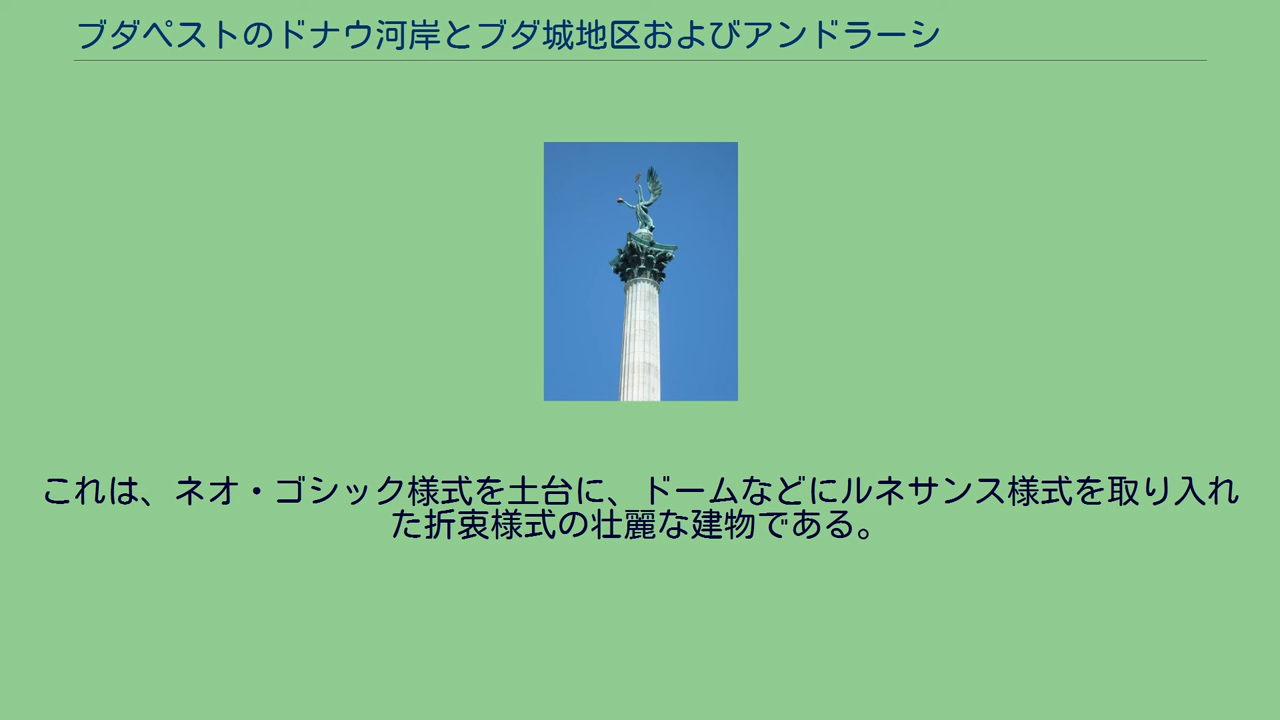 ブダペストのドナウ河岸とブダ城地区およびアンドラーシ
これは、ネオ・ゴシック様式を土台に、ドームなどにルネサンス様式を取り入れ
た折衷様式の壮麗な建物である。